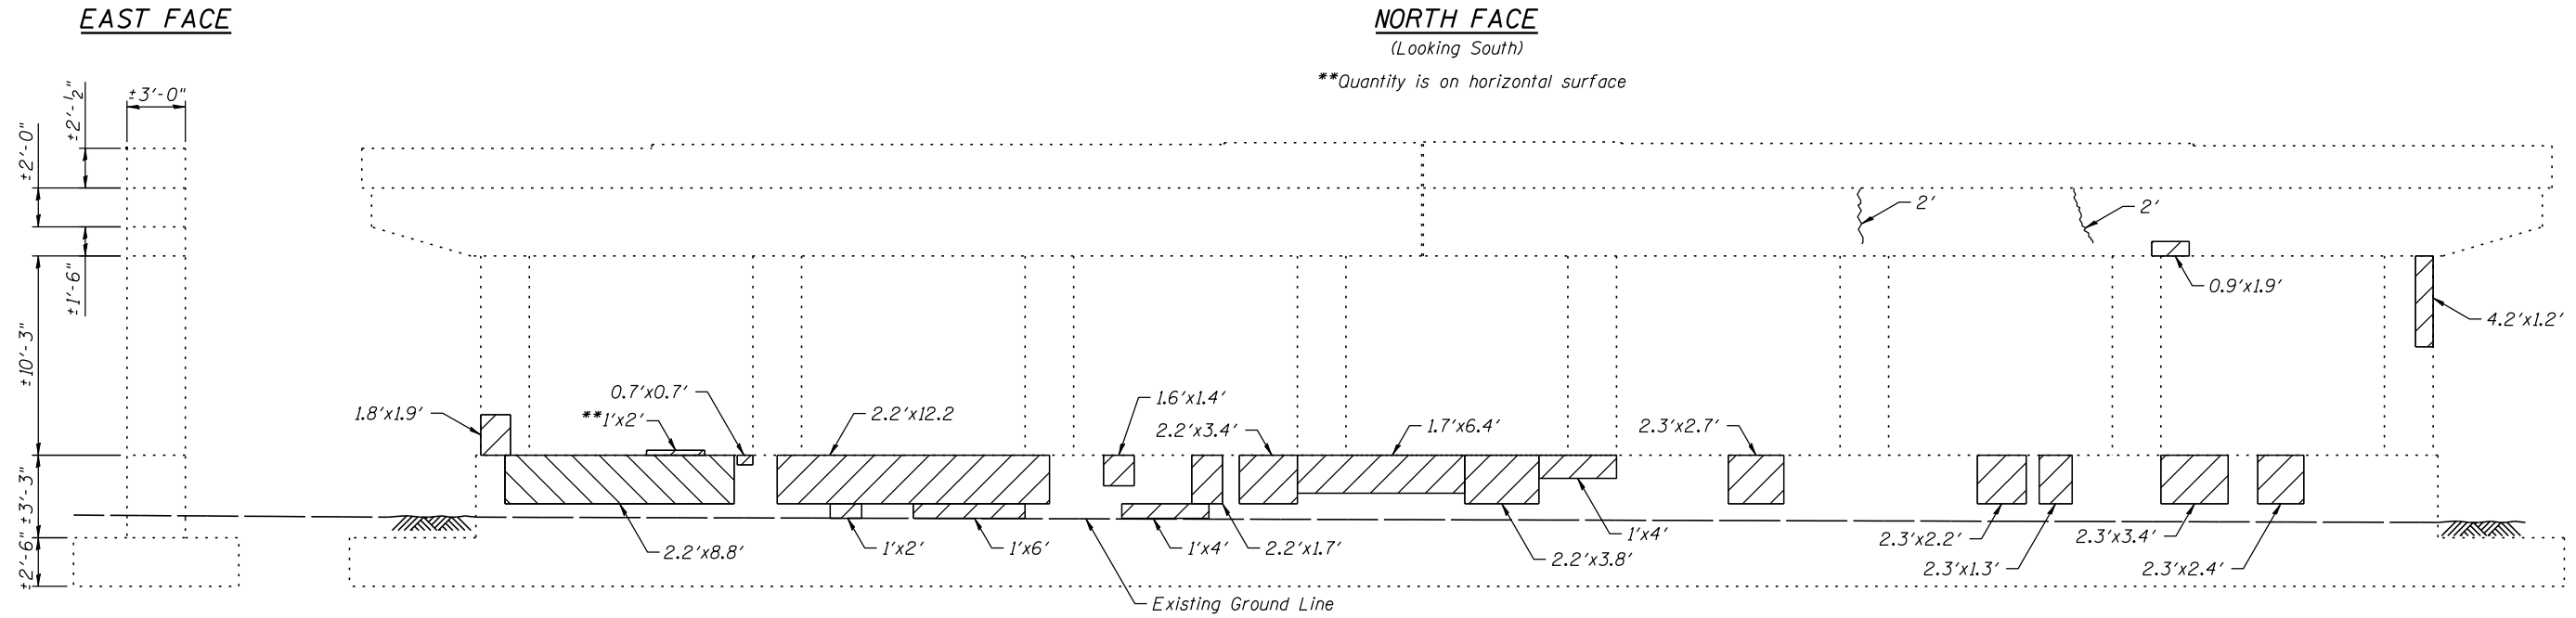 EAST FACE
NORTH FACE
(Looking South)
**Quantity is on horizontal surface
±3'-0"
±2'-½"
±2'-0"
±1'-6"
±10'-3"
±3'-3"
±2'-6"
2'
2'
0.9'x1.9'
4.2'x1.2'
1.8'x1.9'
0.7'x0.7'
**1'x2'
2.2'x12.2
1.6'x1.4'
2.2'x3.4'
1.7'x6.4'
2.3'x2.7'
2.2'x8.8'
1'x2'
1'x6'
1'x4'
2.2'x1.7'
2.2'x3.8'
1'x4'
2.3'x2.2'
2.3'x1.3'
2.3'x3.4'
2.3'x2.4'
Existing Ground Line